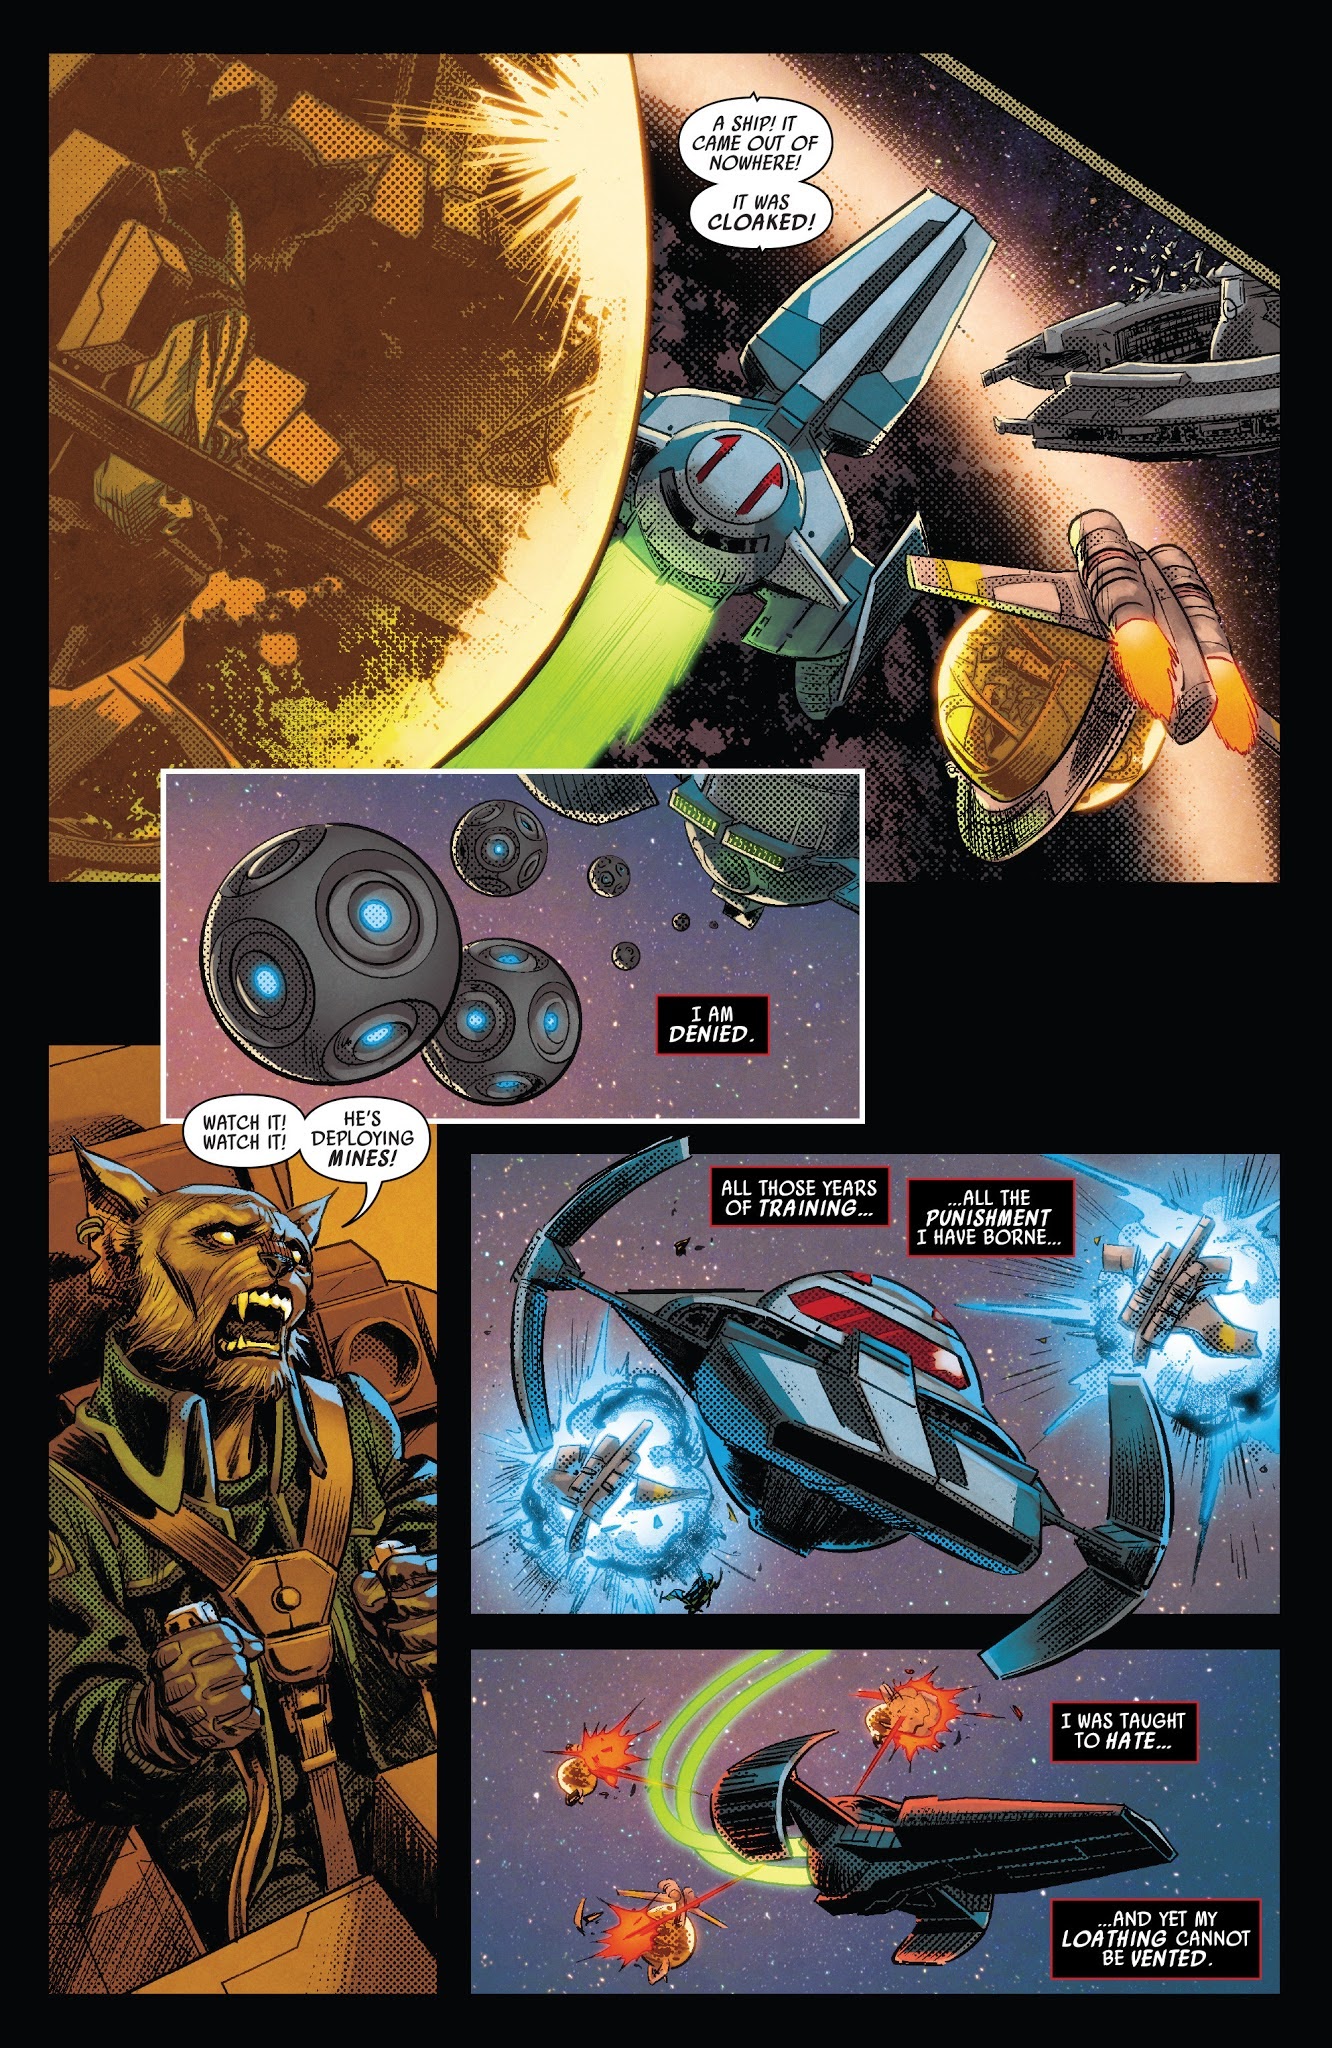 A SHIP! IT
CAME OUT OF
NOWHERE!
IT WAS
CLOAKED!
I AM
DENIED.
WATCH IT!
WATCH IT!
HE'S
DEPLOYING
MINES!
ALL THOSE YEARS
OF TRAINING...
...ALL THE
PUNISHMENT
I HAVE BORNE...
I WAS TAUGHT
TO HATE...
...AND YET MY
LOATHING CANNOT
BE VENTED.